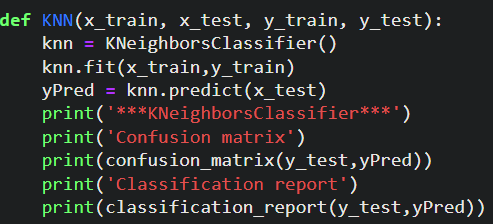 def KNN(x_train, x_test, y_train, y_test):
    knn = KNeighborsClassifier()
    knn.fit(x_train,y_train)
    yPred = knn.predict(x_test)
    print('***KNeighborsClassifier***')
    print('Confusion matrix')
    print(confusion_matrix(y_test,yPred))
    print('Classification report')
    print(classification_report(y_test,yPred))